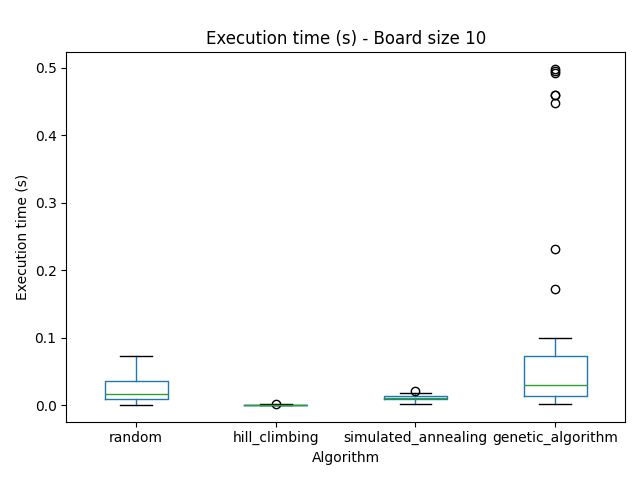 Execution time (s) - Board size 10
Execution time (s)
0.5
0.4
0.3
0.2
0.1
0.0
random
hill_climbing
simulated_annealing
genetic_algorithm
Algorithm